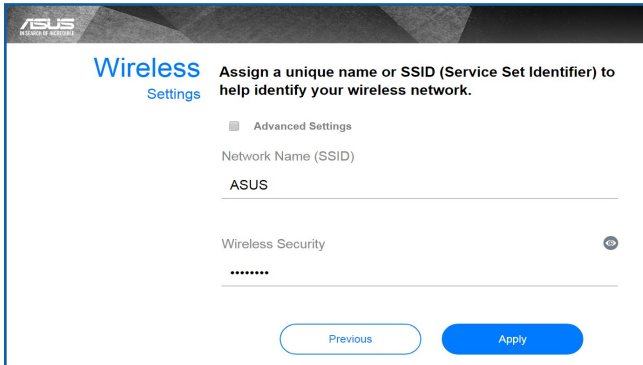 ASUS
IN SEARCH OF INCREDIBLE
Wireless
Settings
Assign a unique name or SSID (Service Set Identifier) to
help identify your wireless network.
Advanced Settings
Network Name (SSID)
ASUS
Wireless Security
••••••••
Previous
Apply